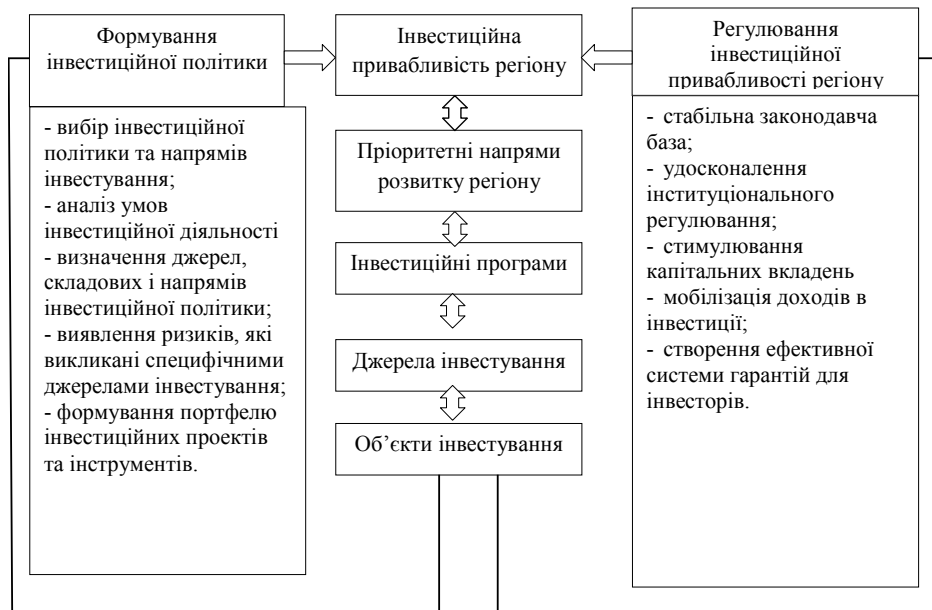 Формування
інвестиційної політики
- вибір інвестиційної
політики та напрямів
інвестування;
- аналіз умов
інвестиційної діяльності
- визначення джерел,
складових і напрямів
інвестиційної політики;
- виявлення ризиків, які
викликані специфічними
джерелами інвестування;
- формування портфелю
інвестиційних проектів
та інструментів.
Інвестиційна
привабливість регіону
Пріоритетні напрями
розвитку регіону
Інвестиційні програми
Джерела інвестування
Об’єкти інвестування
Регулювання
інвестиційної
привабливості регіону
- стабільна законодавча
база;
- удосконалення
інституціонального
регулювання;
- стимулювання
капітальних вкладень
- мобілізація доходів в
інвестиції;
- створення ефективної
системи гарантій для
інвесторів.